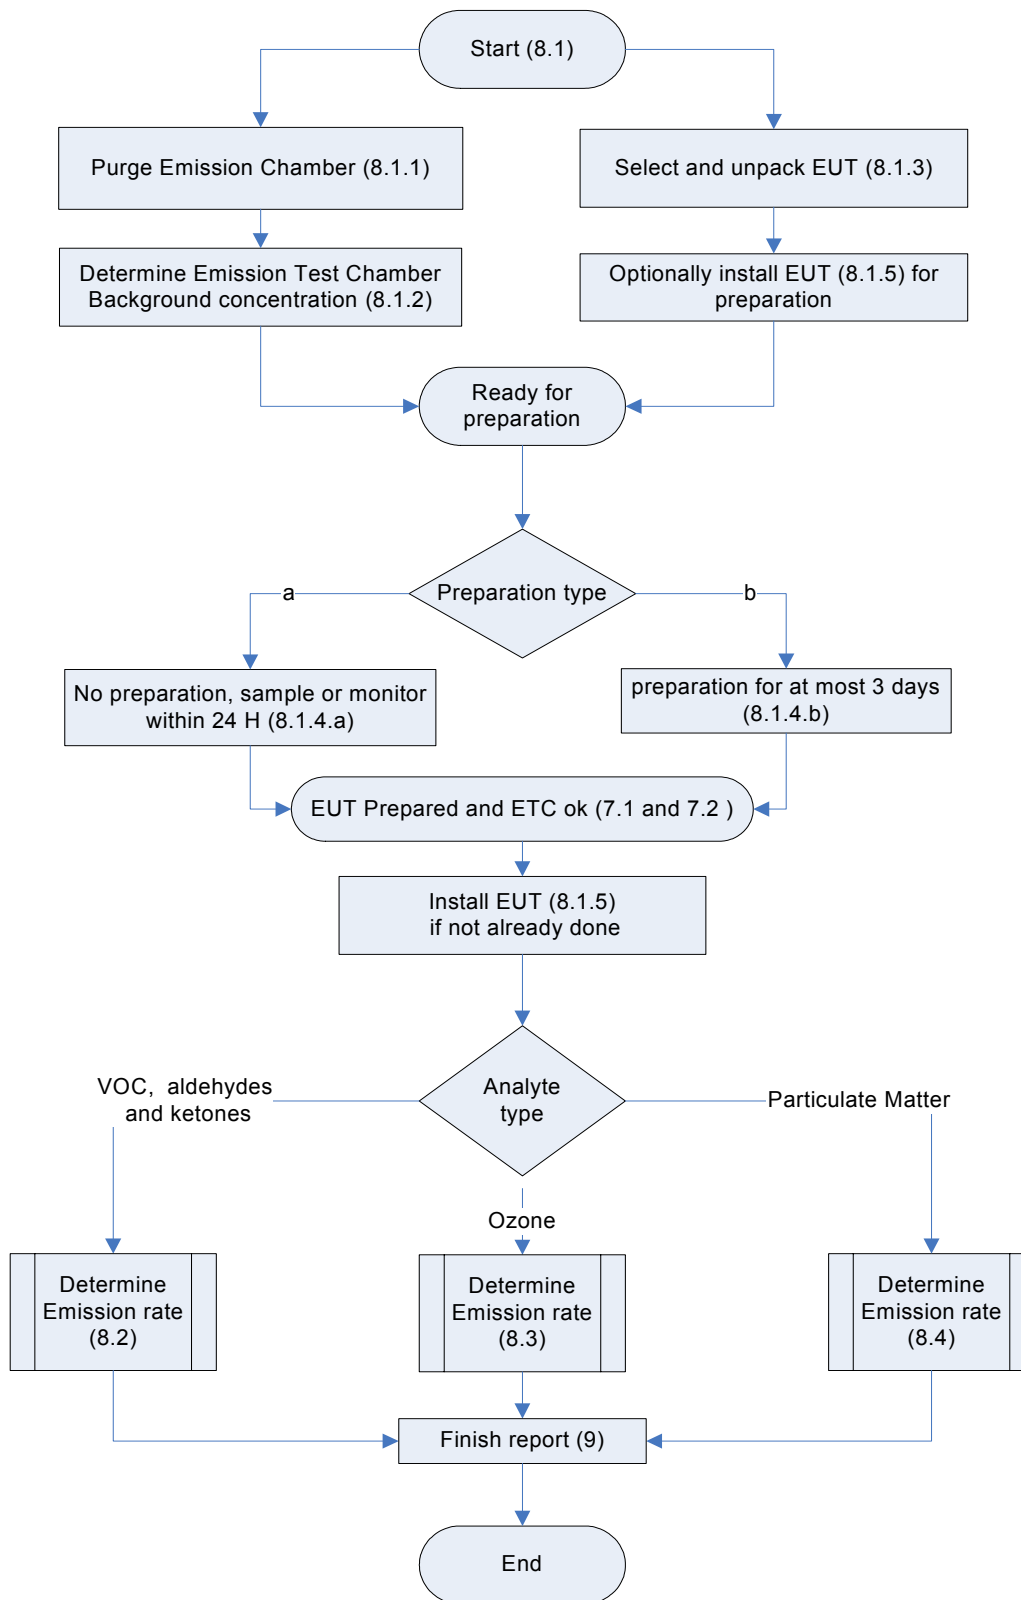 Start (8.1)
Purge Emission Chamber (8.1.1)
Select and unpack EUT (8.1.3)
Determine Emission Test Chamber
Background concentration (8.1.2)
Optionally install EUT (8.1.5) for
preparation
Ready for
preparation
Preparation type
a
b
No preparation, sample or monitor
within 24 H (8.1.4.a)
preparation for at most 3 days
(8.1.4.b)
EUT Prepared and ETC ok (7.1 and 7.2 )
Install EUT (8.1.5)
if not already done
Analyte
type
VOC, aldehydes
and ketones
Particulate Matter
Ozone
Determine
Emission rate
(8.2)
Determine
Emission rate
(8.3)
Determine
Emission rate
(8.4)
Finish report (9)
End